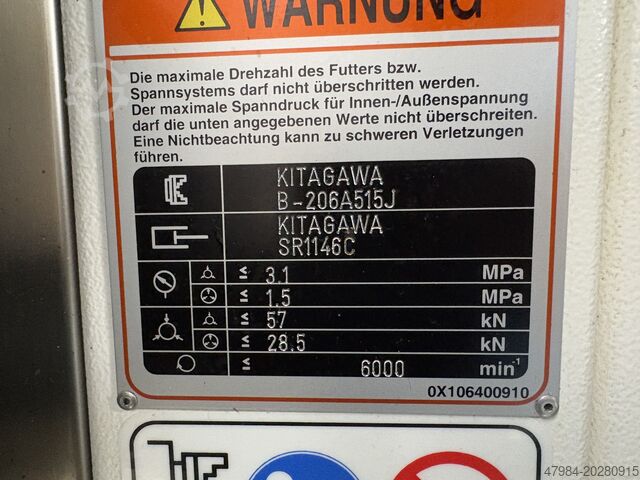 WARNUNG
Die maximale Drehzahl des Futters bzw.
Spannsystems darf nicht überschritten werden.
Der maximale Spanndruck für Innen-/Außenspannung
darf die unten angegebenen Werte nicht überschreiten.
Eine Nichtbeachtung kann zu schweren Verletzungen
führen.
KITAGAWA
B-206A515J
KITAGAWA
SR1146C
≤ 3.1 MPa
≤ 1.5 MPa
≤ 57 kN
≤ 28.5 kN
≤ 6000 min⁻¹
0X106400910
47984-20280915